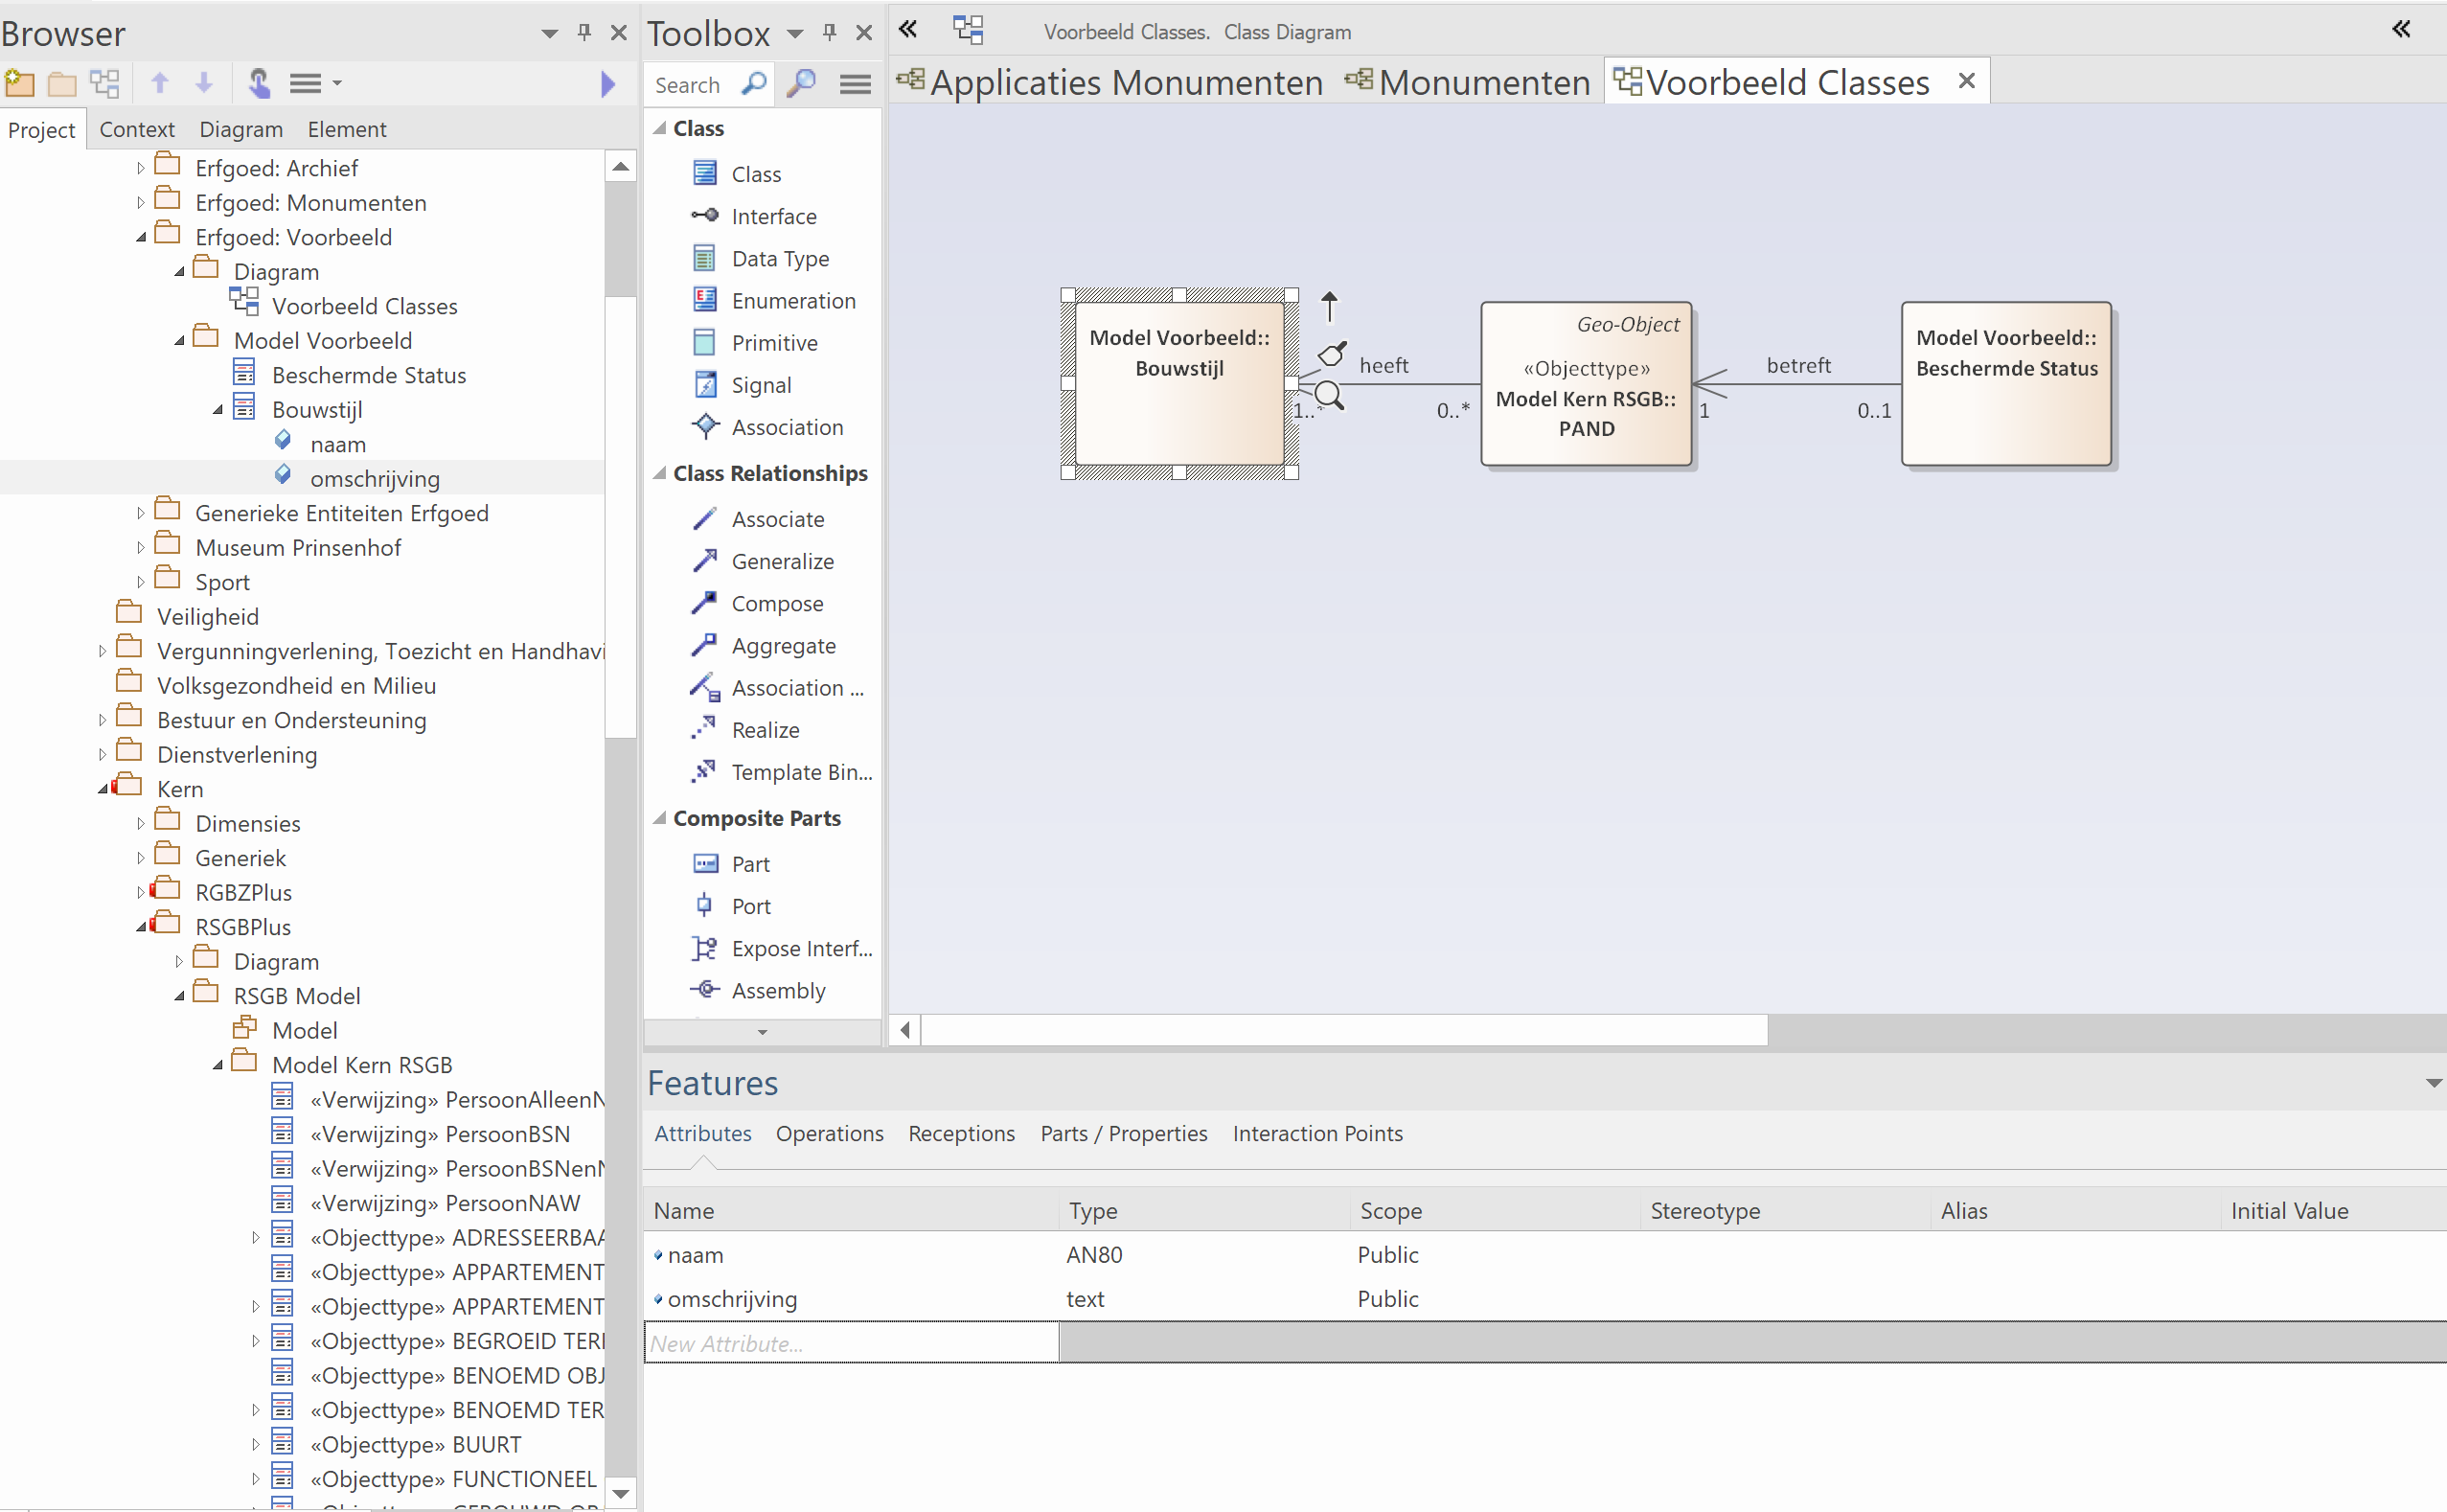 Browser
Project
Context
Diagram
Element
Erfgoed: Archief
Erfgoed: Monumenten
Erfgoed: Voorbeeld
Diagram
Voorbeeld Classes
Model Voorbeeld
Beschermde Status
Bouwstijl
naam
omschrijving
Generieke Entiteiten Erfgoed
Museum Prinsenhof
Sport
Veiligheid
Vergunningverlening, Toezicht en Handhavi
Volksgezondheid en Milieu
Bestuur en Ondersteuning
Dienstverlening
Kern
Dimensies
Generiek
RGBZPlus
RSGBPlus
Diagram
RSGB Model
Model
Model Kern RSGB
«Verwijzing» PersoonAlleenN
«Verwijzing» PersoonBSN
«Verwijzing» PersoonBSNenN
«Verwijzing» PersoonNAW
«Objecttype» ADRESSEERBAA
«Objecttype» APPARTEMENT
«Objecttype» APPARTEMENT
«Objecttype» BEGROEID TERI
«Objecttype» BENOEMD OBJ
«Objecttype» BENOEMD TER
«Objecttype» BUURT
«Objecttype» FUNCTIONEEL
Toolbox
Search
Class
Class
Interface
Data Type
Enumeration
Primitive
Signal
Association
Class Relationships
Associate
Generalize
Compose
Aggregate
Association ...
Realize
Template Bin...
Composite Parts
Part
Port
Expose Interf...
Assembly
Voorbeeld Classes. Class Diagram
Applicaties Monumenten
Monumenten
Voorbeeld Classes
Model Voorbeeld::
Bouwstijl
heeft
1..*
0..*
Geo-Object
«Objecttype»
Model Kern RSGB::
PAND
betreft
1
0..1
Model Voorbeeld::
Beschermde Status
Features
Attributes
Operations
Receptions
Parts / Properties
Interaction Points
Name Type Scope Stereotype Alias Initial Value
naam AN80 Public
omschrijving text Public
New Attribute...